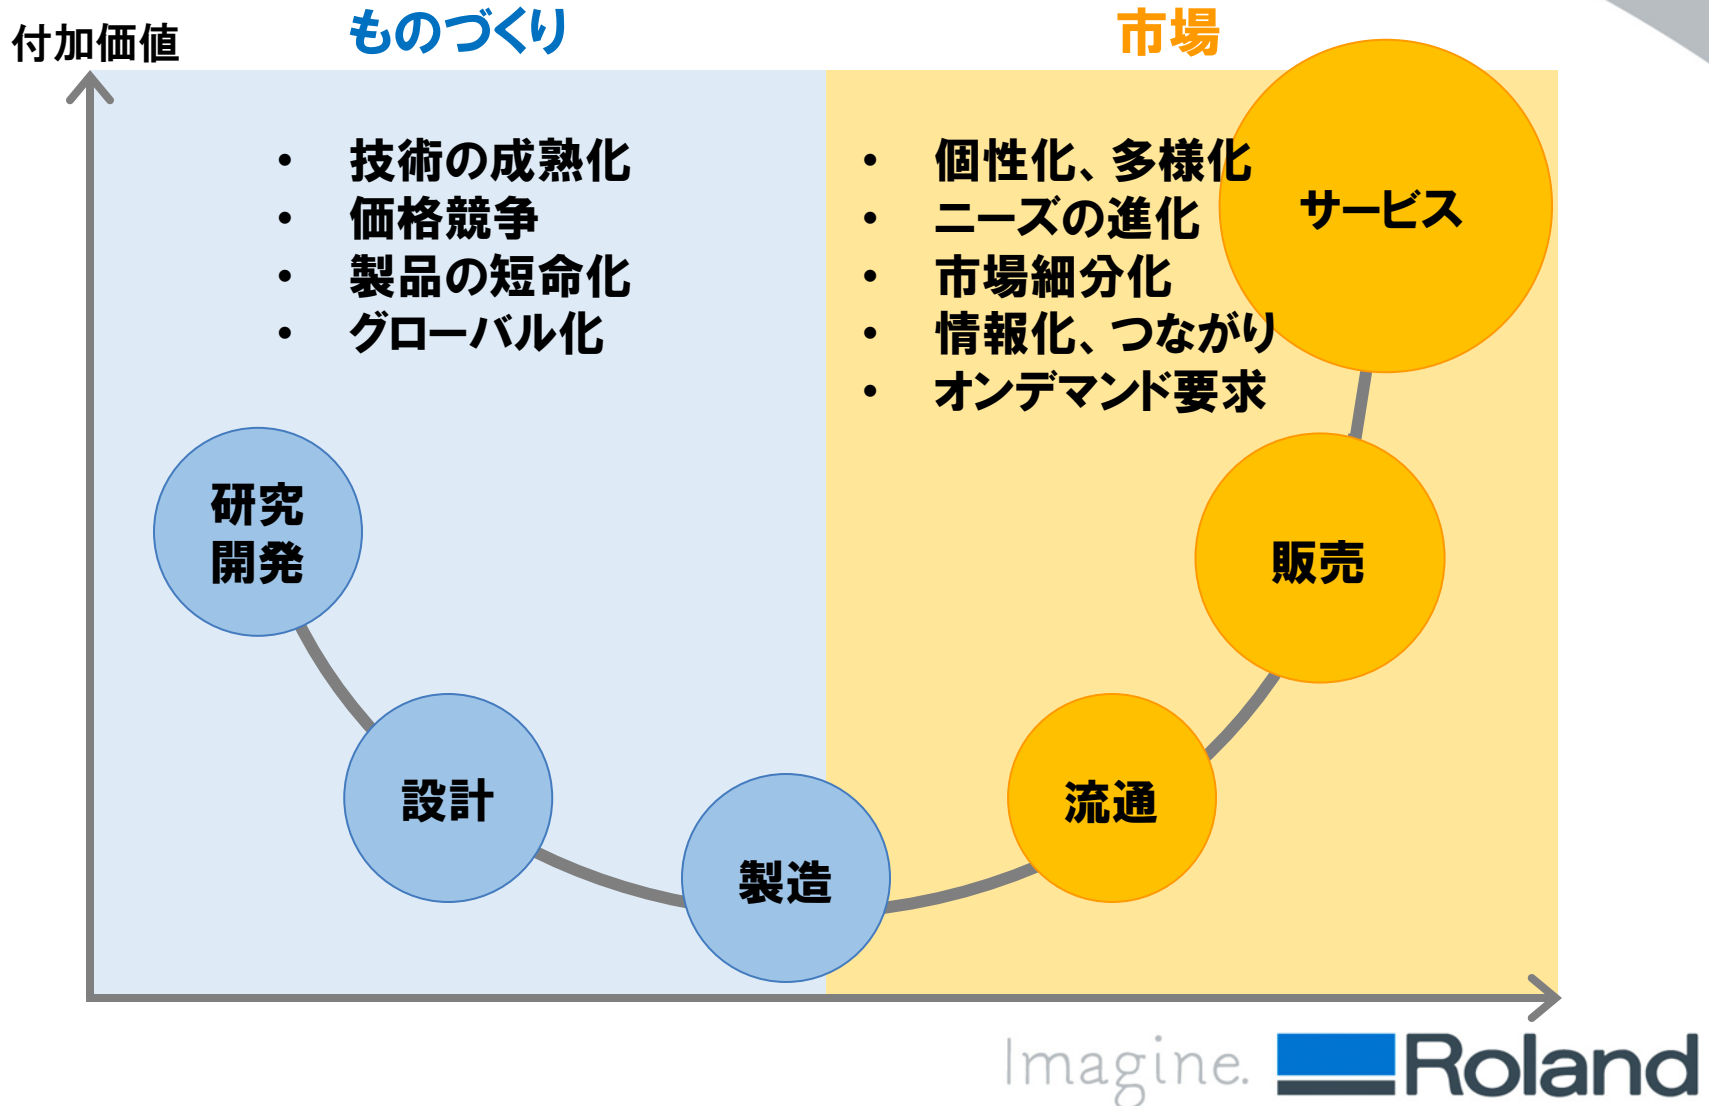 付加価値
ものづくり
市場
• 技術の成熟化
• 価格競争
• 製品の短命化
• グローバル化
• 個性化、多様化
• ニーズの進化
• 市場細分化
• 情報化、つながり
• オンデマンド要求
サービス
研究
開発
設計
製造
流通
販売
Imagine. Roland